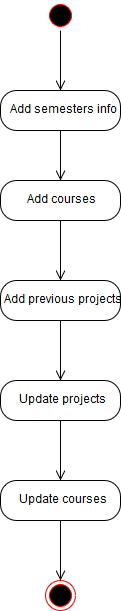 Add semesters info
Add courses
Add previous projects
Update projects
Update courses